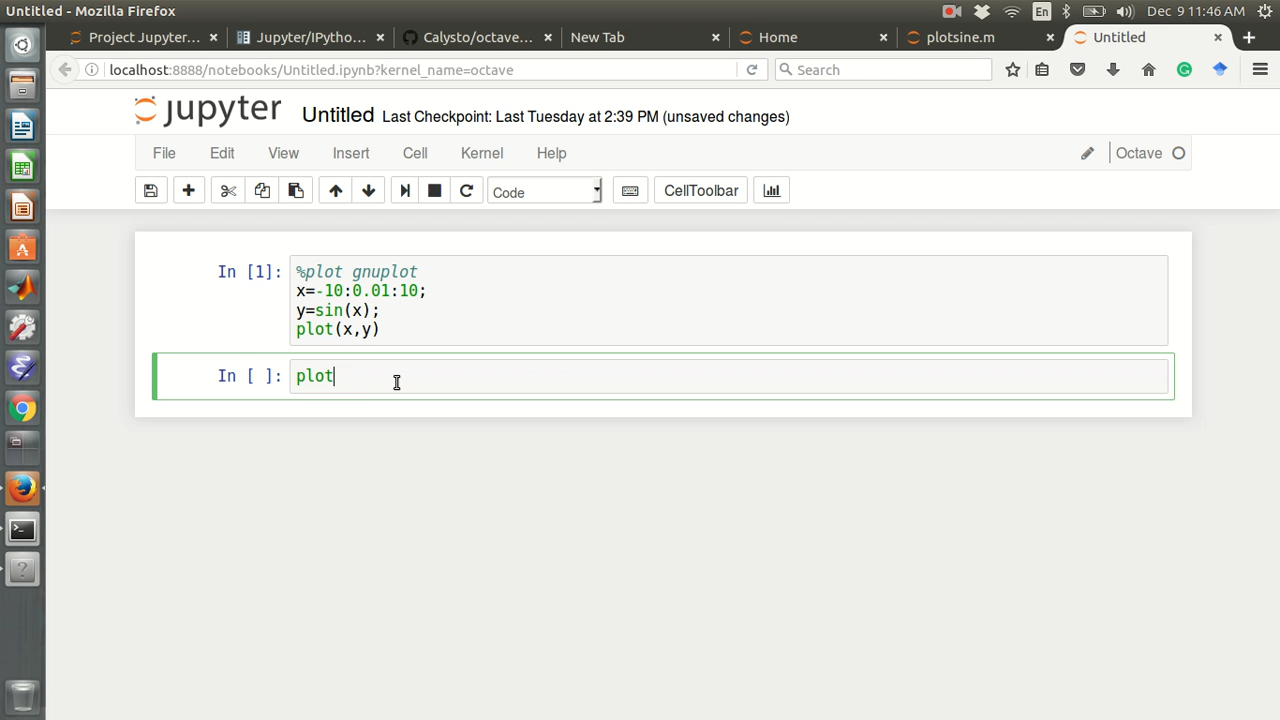 Untitled - Mozilla Firefox
En
Dec 9 11:46 AM
Project Jupyter...
Jupyter/IPytho...
Calysto/octave...
New Tab
Home
plotsine.m
Untitled
localhost:8888/notebooks/Untitled.ipynb?kernel_name=octave
Search
jupyter
Untitled
Last Checkpoint: Last Tuesday at 2:39 PM (unsaved changes)
File
Edit
View
Insert
Cell
Kernel
Help
Octave
Code
CellToolbar
In [1]:
%plot gnuplot
x=-10:0.01:10;
y=sin(x);
plot(x,y)
In [ ]:
plot